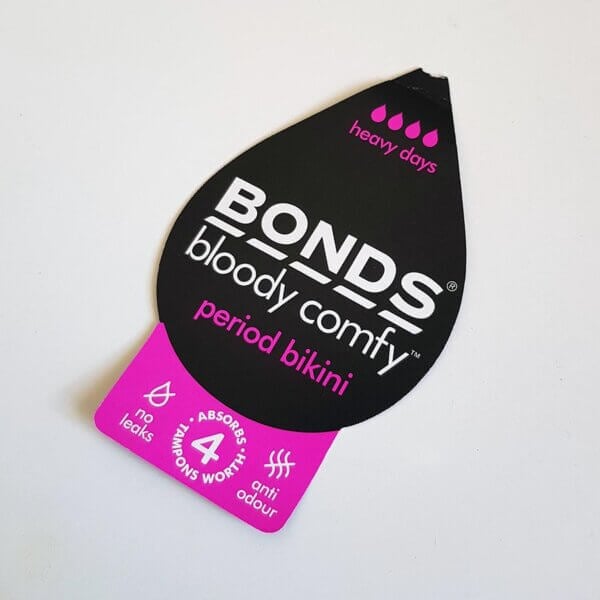 heavy days
BONDS®
bloody comfy™
period bikini
no
leaks
ABSORBS
4
TAMPONS WORTH
anti
odour